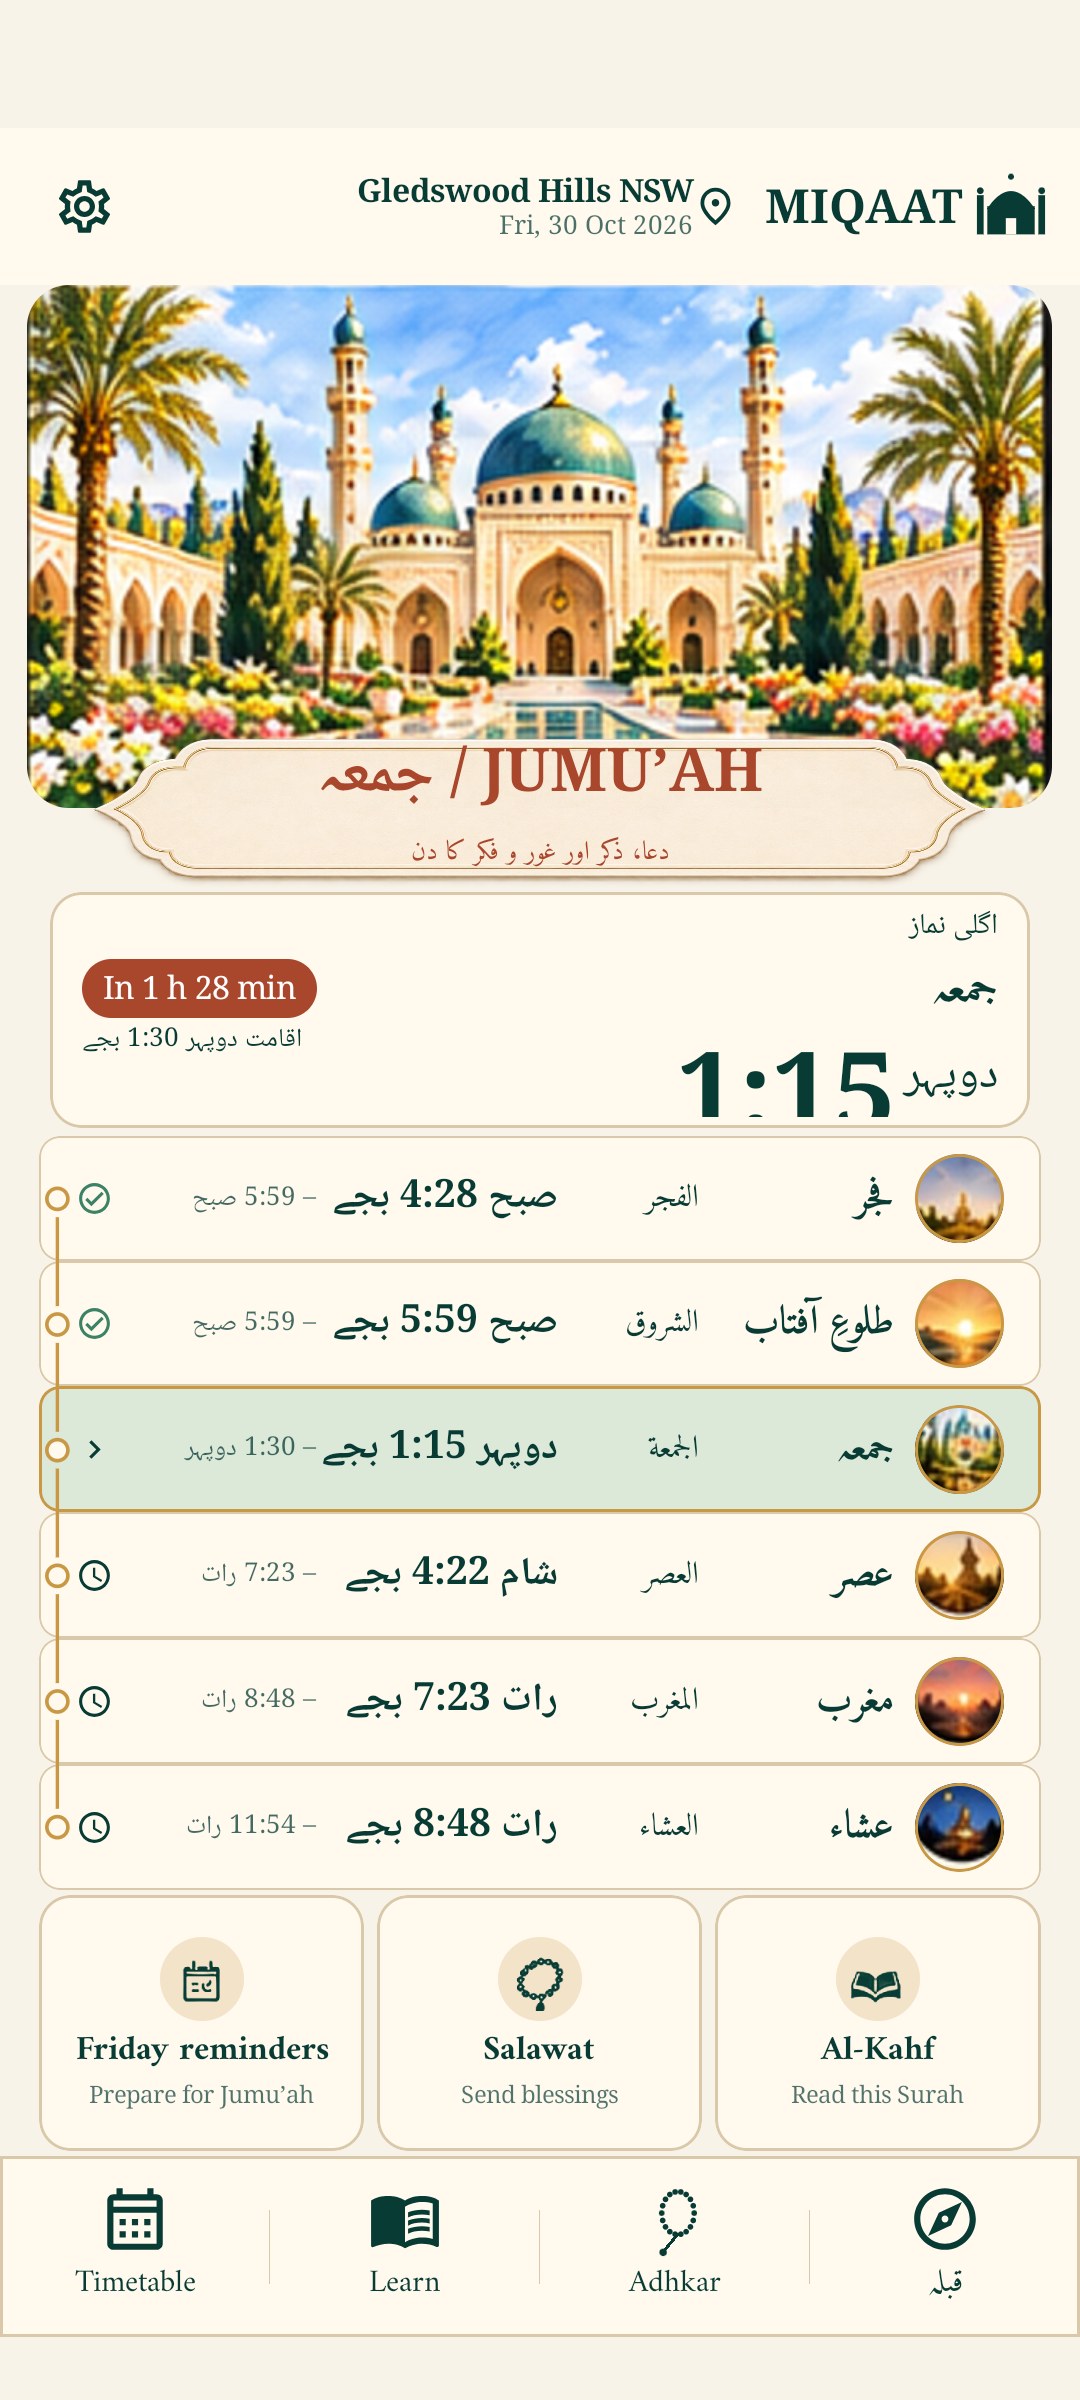 MIQAAT
Gledswood Hills NSW
Fri, 30 Oct 2026
جمعہ / JUMU’AH
دعا، ذکر اور غور و فکر کا دن
اگلی نماز
جمعہ
دوپہر 1:15
In 1 h 28 min
اقامت دوپہر 1:30 بجے
فجر الفجر صبح 4:28 بجے – 5:59 صبح
طلوعِ آفتاب الشروق صبح 5:59 بجے – 5:59 صبح
جمعہ الجمعة دوپہر 1:15 بجے – 1:30 دوپہر
عصر العصر شام 4:22 بجے – 7:23 رات
مغرب المغرب رات 7:23 بجے – 8:48 رات
عشاء العشاء رات 8:48 بجے – 11:54 رات
Al-Kahf
Read this Surah
Salawat
Send blessings
Friday reminders
Prepare for Jumu’ah
قبلہ
Adhkar
Learn
Timetable